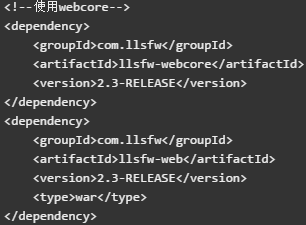 <!--使用webcore-->
<dependency>
    <groupId>com.llsfw</groupId>
    <artifactId>llsfw-webcore</artifactId>
    <version>2.3-RELEASE</version>
</dependency>
<dependency>
    <groupId>com.llsfw</groupId>
    <artifactId>llsfw-web</artifactId>
    <version>2.3-RELEASE</version>
    <type>war</type>
</dependency>